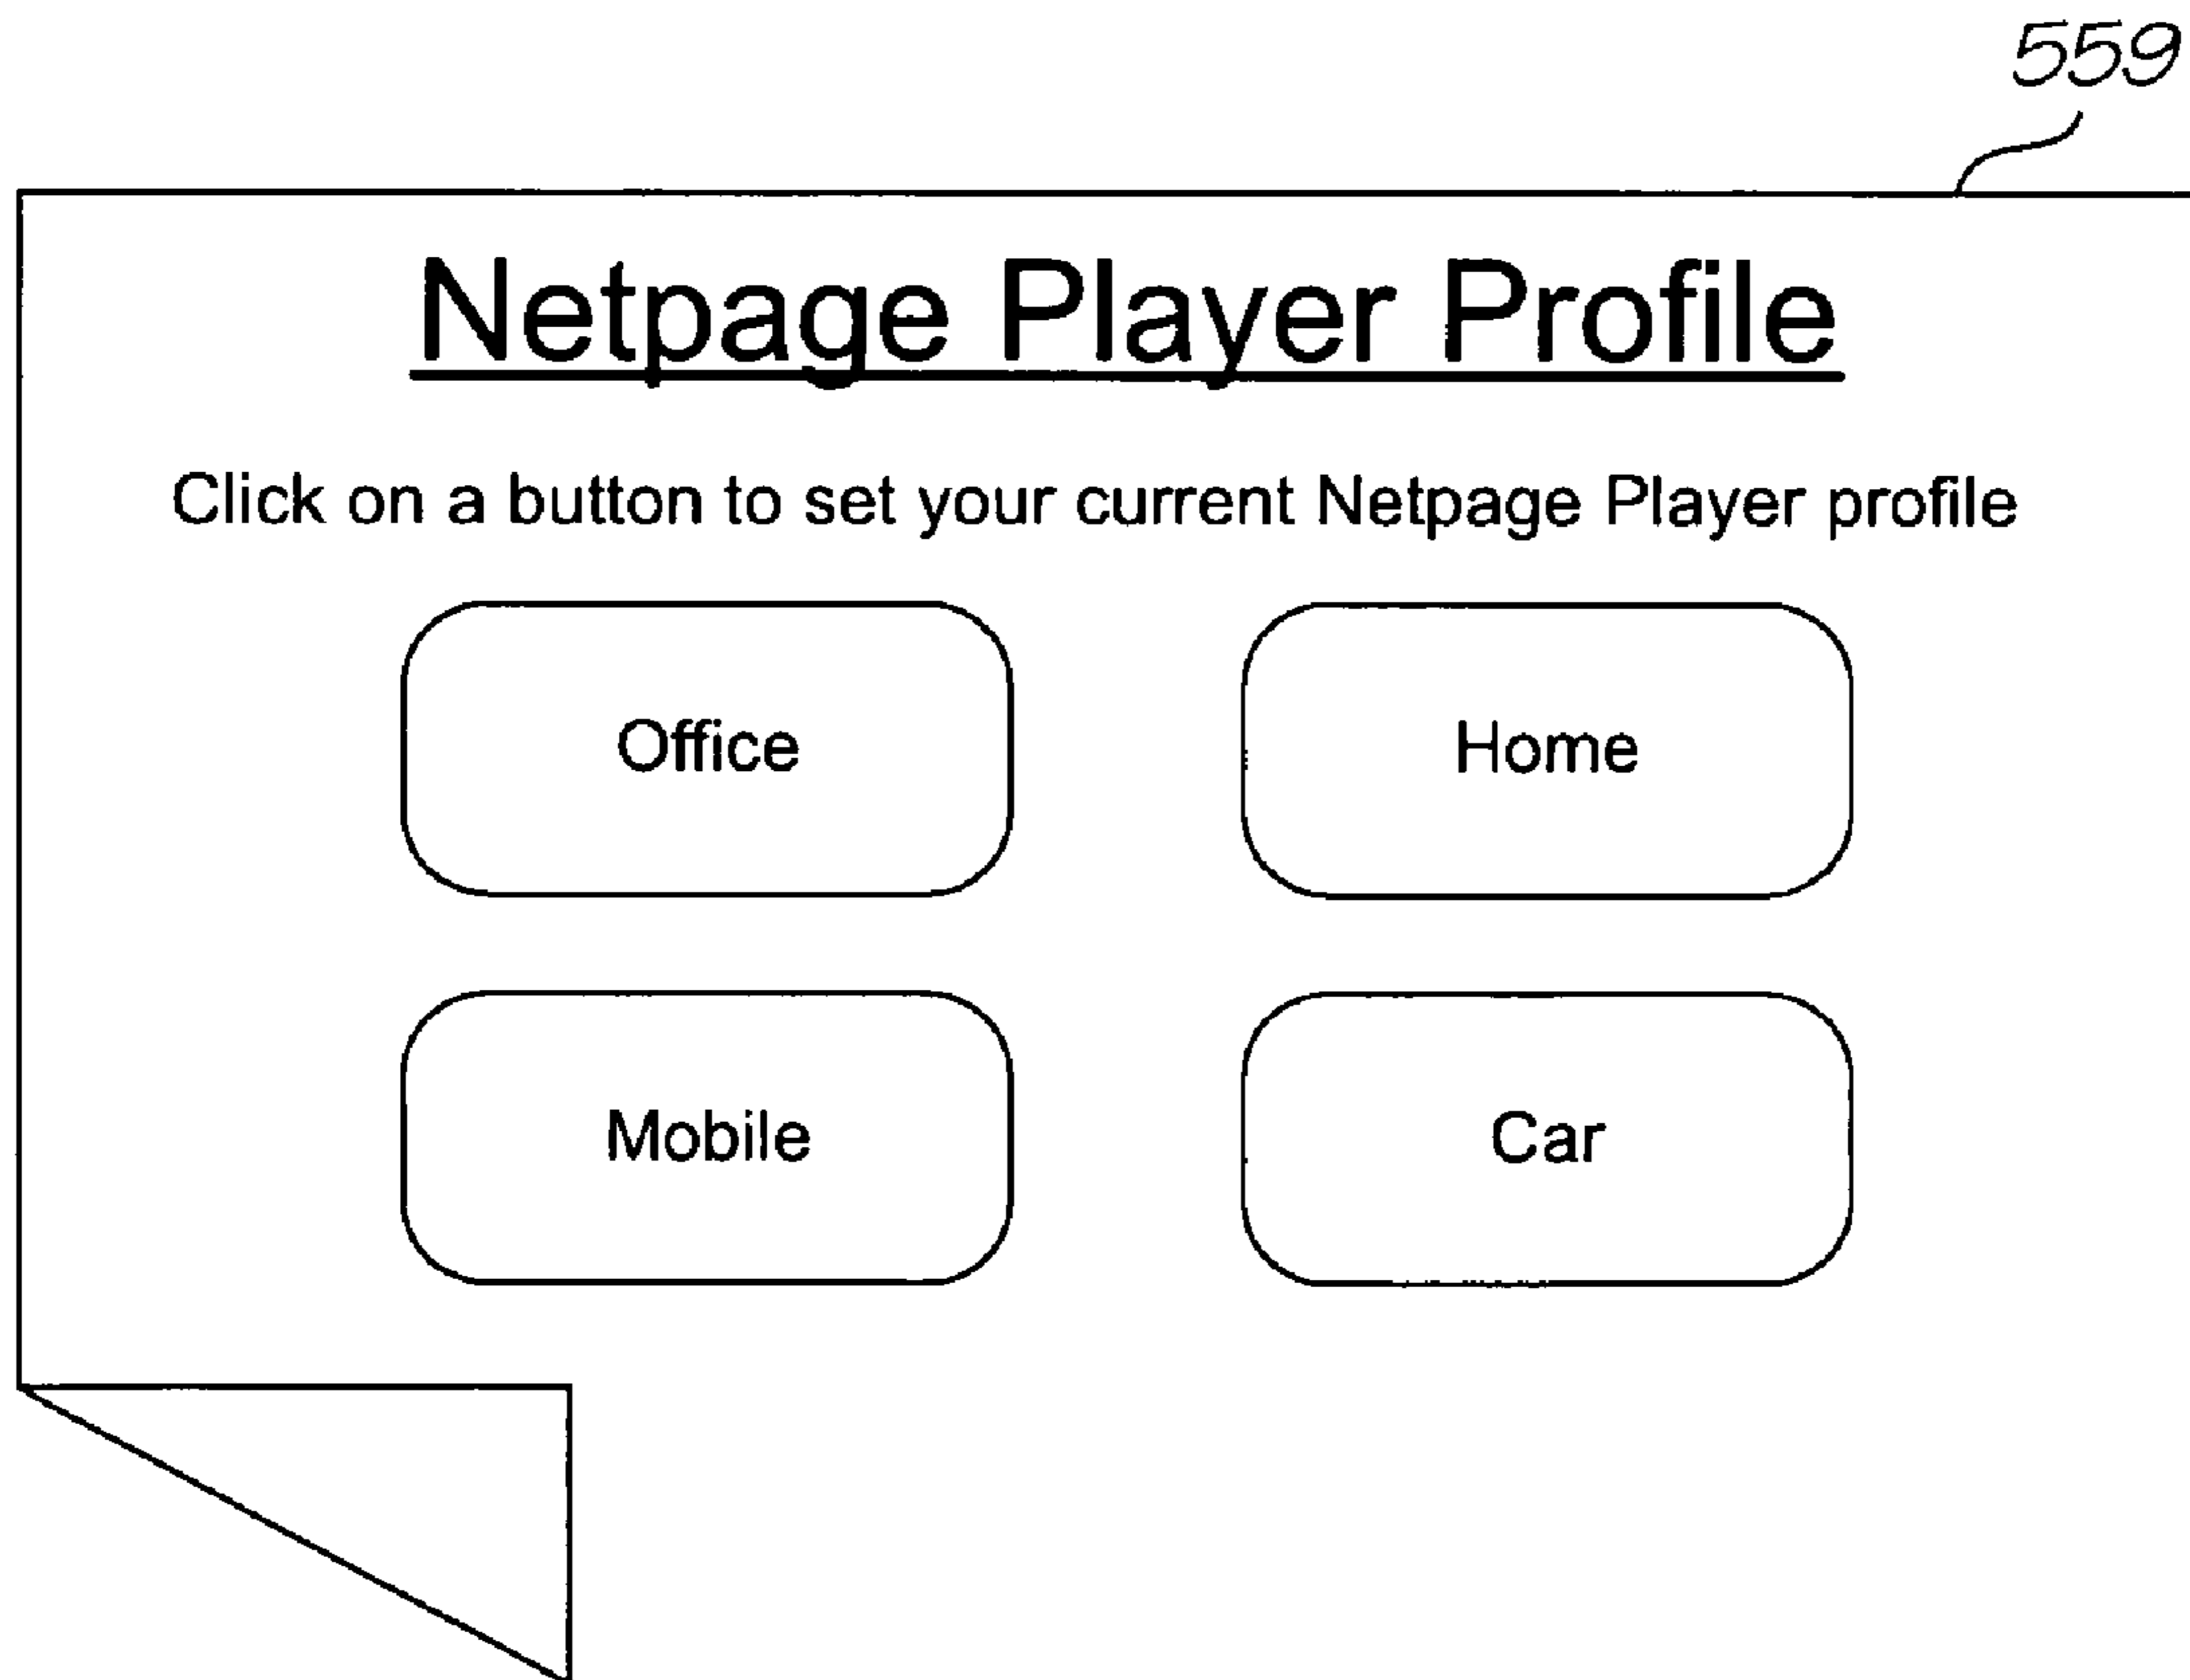 559
Netpage Player Profile
Click on a button to set your current Netpage Player profile
Office Home
Mobile Car